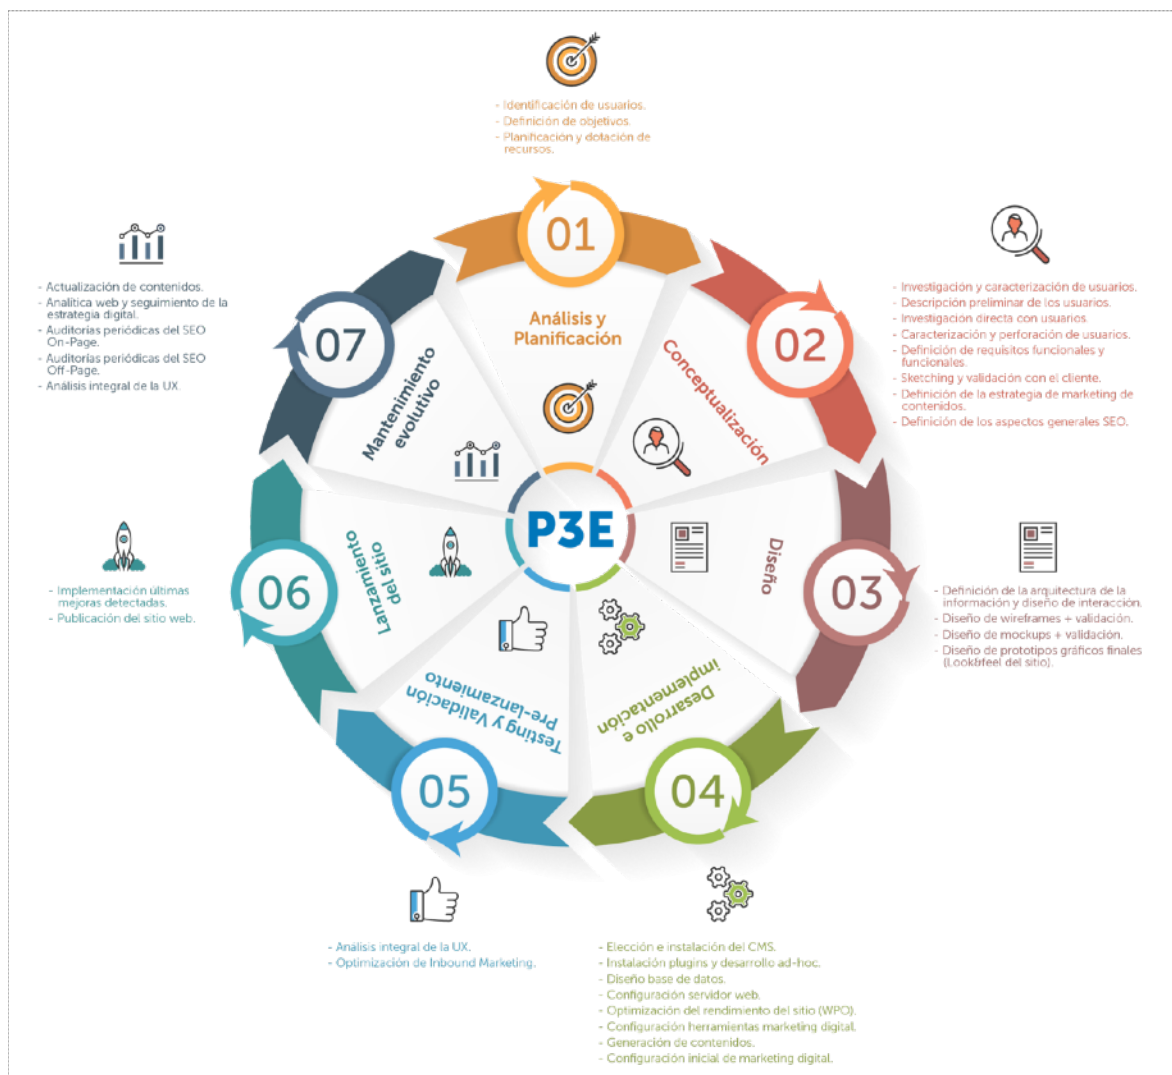 - Identificación de usuarios.
- Definición de objetivos.
- Planificación y dotación de
recursos.
01
Análisis y
Planificación
- Investigación y caracterización de usuarios.
- Descripción preliminar de los usuarios.
- Investigacion directa con usuarios.
- Caracterización y perforación de usuarios.
- Definición de requisitos funcionales y
funcionales.
- Sketching y validación con el cliente.
- Definición de la estrategia de marketing de
contenidos.
- Definición de los aspectos generales SEO.
02
Conceptualización
- Definición de la arquitectura de la
información y diseño de interacción.
- Diseño de wireframes + validación.
- Diseño de mockups + validación.
- Diseño de prototipos gráficos finales
(Look&feel del sitio).
03
Diseño
04
Desarrollo e
implementación
- Elección e instalación del CMS.
- Instalación plugins y desarrollo ad-hoc.
- Diseño base de datos.
- Configuración servidor web.
- Optimización del rendimiento del sitio (WPO).
- Configuración herramientas marketing digital.
- Generación de contenidos.
- Configuración inicial de marketing digital.
05
Testing y Validación
Pre-lanzamiento
- Análisis integral de la UX.
- Optimización de Inbound Marketing.
06
Lanzamiento
del sitio
- Implementación últimas
mejoras detectadas.
- Publicación del sitio web.
07
Mantenimiento
evolutivo
- Actualización de contenidos.
- Analítica web y seguimiento de la
estrategia digital.
- Auditorías periódicas del SEO
On-Page.
- Auditorías periódicas del SEO
Off-Page.
- Análisis integral de la UX.
P3E